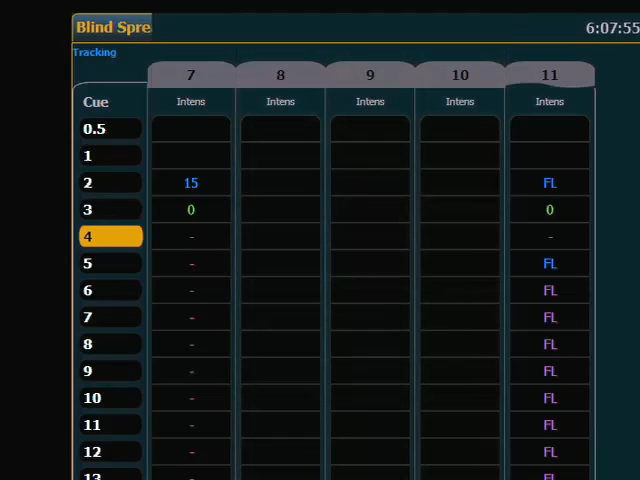 Blind Spre
6:07:55
Tracking
7 8 9 10 11
Cue Intens Intens Intens Intens Intens
0.5
1
2 15 FL
3 0 0
4 - -
5 - FL
6 - FL
7 - FL
8 - FL
9 - FL
10 - FL
11 - FL
12 - FL
13 - FL